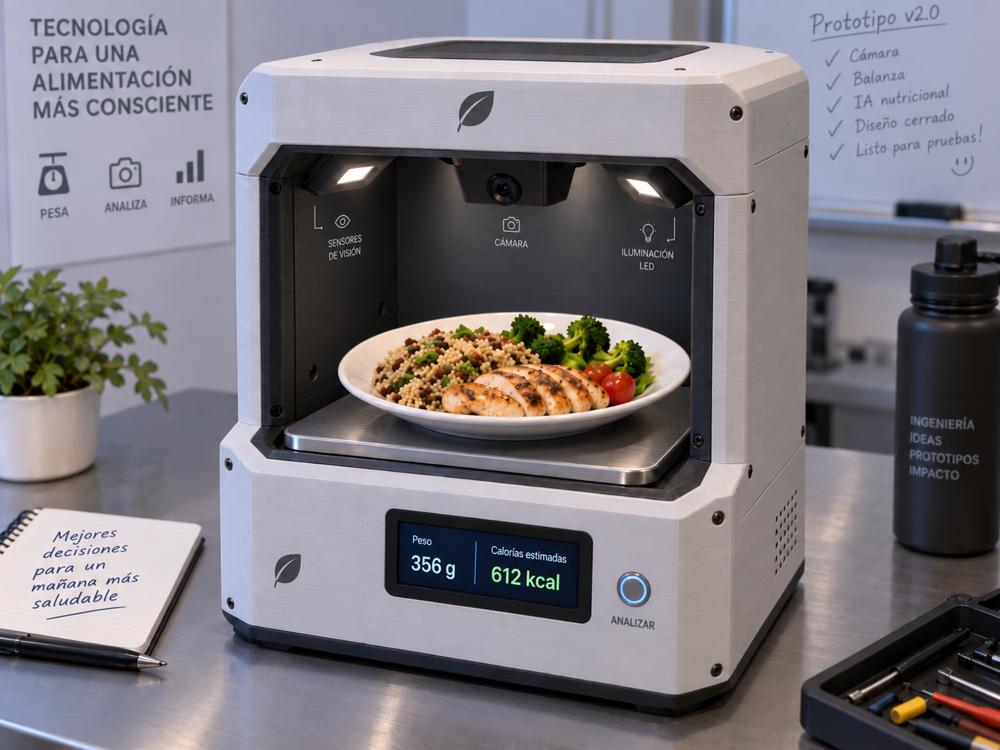 TECNOLOGÍA
PARA UNA
ALIMENTACIÓN
MÁS CONSCIENTE
PESA
ANALIZA
INFORMA
Prototipo v2.0
✓ Cámara
✓ Balanza
✓ IA nutricional
✓ Diseño cerrado
✓ Listo para pruebas!
SENSORES
DE VISIÓN
CÁMARA
ILUMINACIÓN
LED
INGENIERÍA
IDEAS
PROTOTIPOS
IMPACTO
Mejores
decisiones
para un
mañana más
saludable
Peso
356 g
Calorías estimadas
612 kcal
ANALIZAR